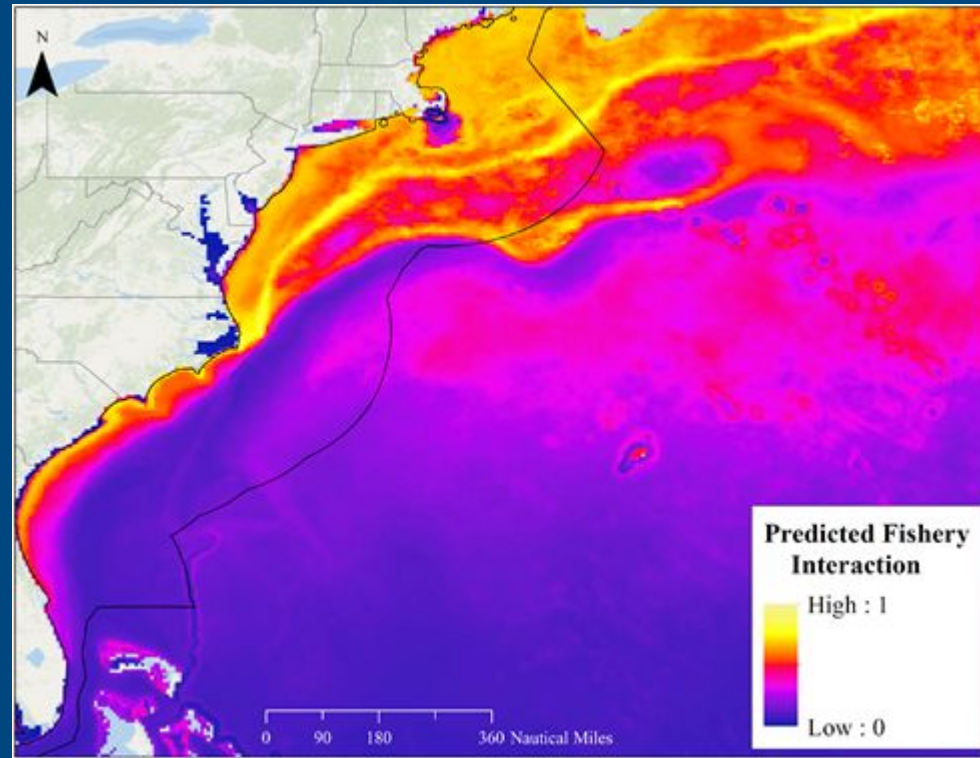 N
Predicted Fishery
Interaction
High : 1
Low : 0
0 90 180 360 Nautical Miles